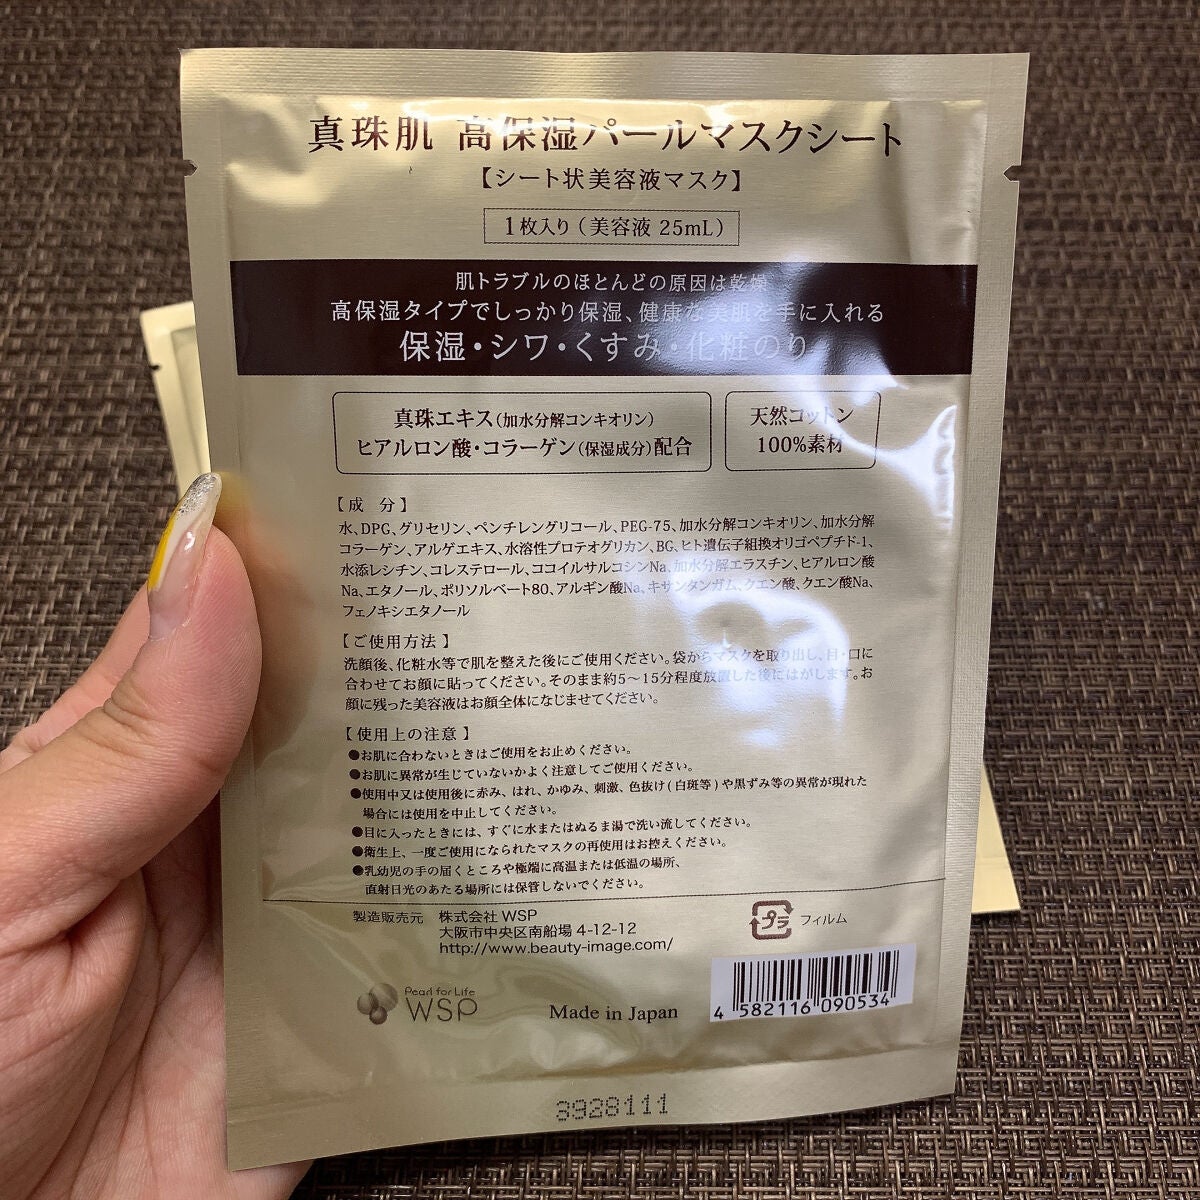 真珠肌 高保湿パールマスクシート
【シート状美容液マスク】
1枚入り（美容液 25mL）
肌トラブルのほとんどの原因は乾燥
高保湿タイプでしっかり保湿、健康な美肌を手に入れる
保湿・シワ・くすみ・化粧のり
真珠エキス（加水分解コンキオリン）
ヒアルロン酸・コラーゲン（保湿成分）配合
天然コットン
100%素材
【成 分】
水、DPG、グリセリン、ペンチレングリコール、PEG-75、加水分解コンキオリン、加水分解
コラーゲン、アルゲエキス、水溶性プロテオグリカン、BG、ヒト遺伝子組換オリゴペプチド-1、
水添レシチン、コレステロール、ココイルサルコシンNa、加水分解エラスチン、ヒアルロン酸
Na、エタノール、ポリソルベート80、アルギン酸Na、キサンタンガム、クエン酸、クエン酸Na、
フェノキシエタノール
【ご使用方法】
洗顔後、化粧水等で肌を整えた後にご使用ください。袋からマスクを取り出し、目・口に
合わせてお顔に貼ってください。そのまま約5〜15分程度放置した後にはがします。お
顔に残った美容液はお顔全体になじませてください。
【使用上の注意】
●お肌に合わないときはご使用をお止めください。
●お肌に異常が生じていないかよく注意してご使用ください。
●使用中又は使用後に赤み、はれ、かゆみ、刺激、色抜け(白斑等)や黒ずみ等の異常が現れた
場合には使用を中止してください。
●目に入ったときには、すぐに水またはぬるま湯で洗い流してください。
●衛生上、一度ご使用になられたマスクの再使用はお控えください。
●乳幼児の手の届くところや極端に高温または低温の場所、
直射日光のあたる場所には保管しないでください。
製造販売元 株式会社 WSP
大阪市中央区南船場 4-12-12
http://www.beauty-image.com/
プラ フィルム
Pearl for Life
WSP
Made in Japan
4 582116 090534
3928111